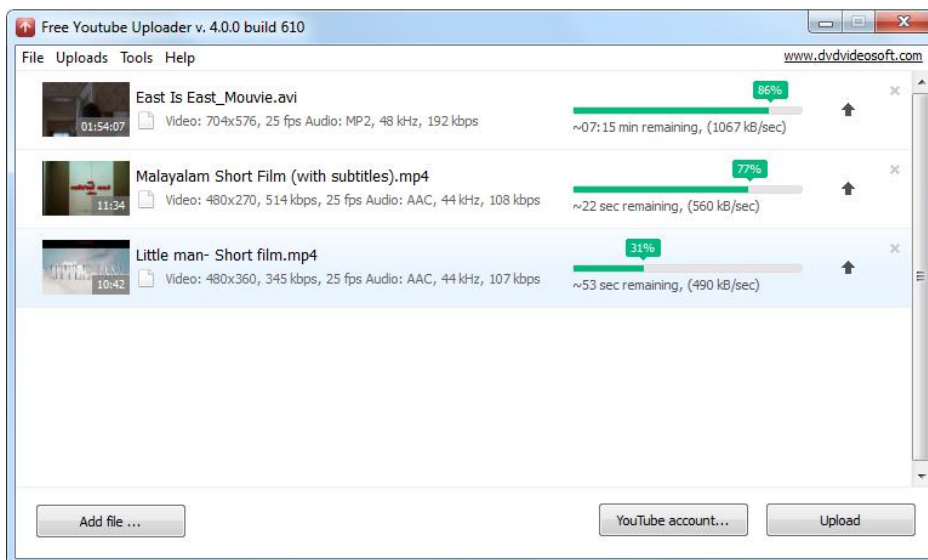 Free Youtube Uploader v. 4.0.0 build 610
File Uploads Tools Help www.dvdvideosoft.com
East Is East_Mouvie.avi
86%
01:54:07
Video: 704x576, 25 fps Audio: MP2, 48 kHz, 192 kbps
~07:15 min remaining, (1067 kB/sec)
Malayalam Short Film (with subtitles).mp4
77%
11:34
Video: 480x270, 514 kbps, 25 fps Audio: AAC, 44 kHz, 108 kbps
~22 sec remaining, (560 kB/sec)
Little man- Short film.mp4
31%
10:42
Video: 480x360, 345 kbps, 25 fps Audio: AAC, 44 kHz, 107 kbps
~53 sec remaining, (490 kB/sec)
Add file ... YouTube account... Upload